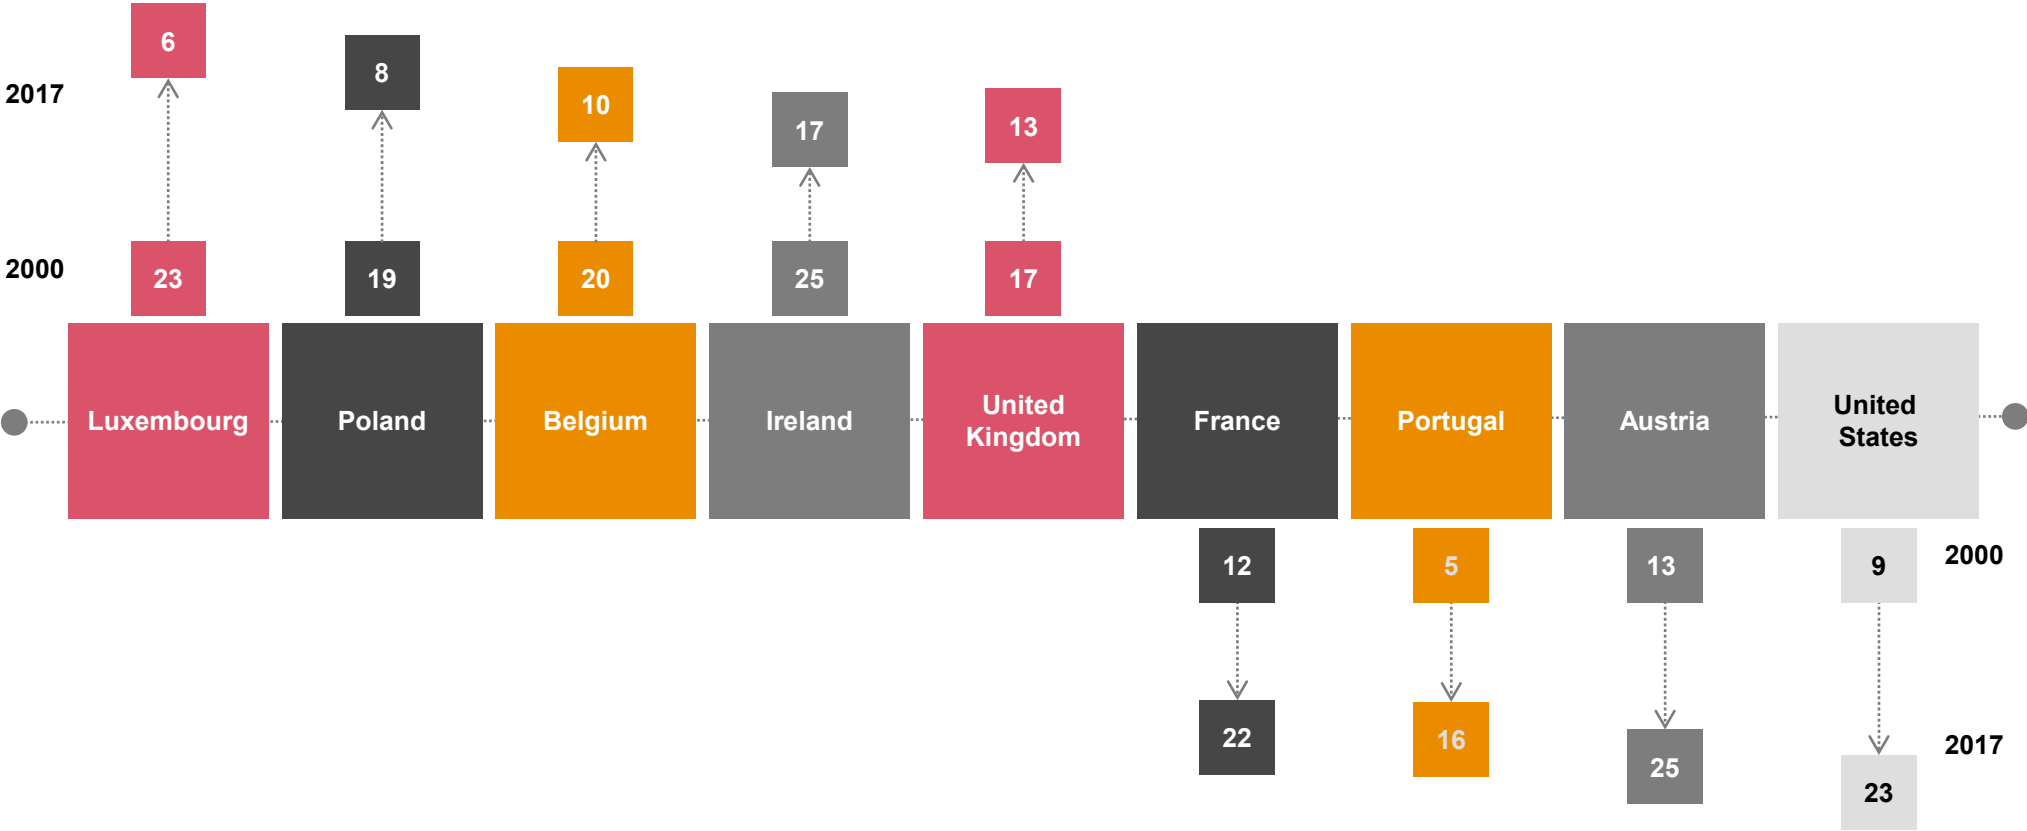 6
8
2017
10
17
13
2000
23
19
20
25
17
Luxembourg
Poland
Belgium
Ireland
United
Kingdom
France
Portugal
Austria
United
States
12
5
13
9
2000
22
16
25
2017
23